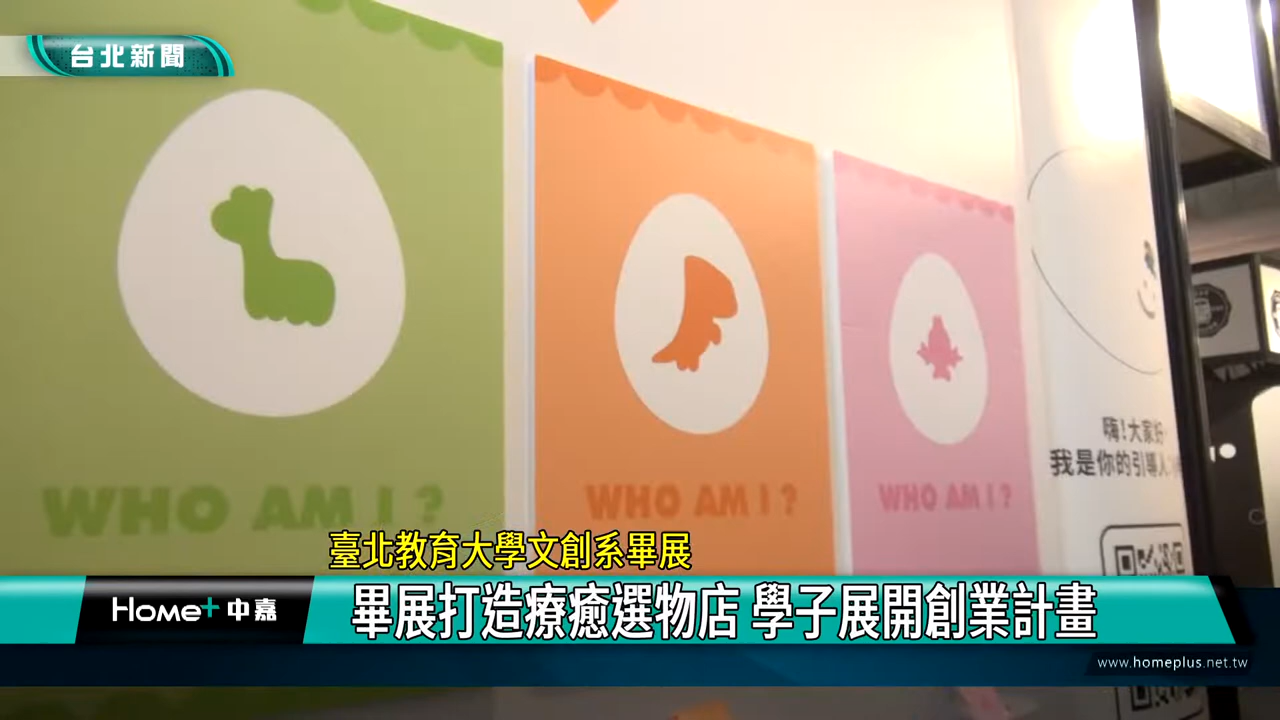 台北新聞
WHO AM I ?
WHO AM I ?
WHO AM I ?
嗨!大家好
我是你的引導人
臺北教育大學文創系畢展
Home+中嘉
畢展打造療癒選物店 學子展開創業計畫
www.homeplus.net.tw